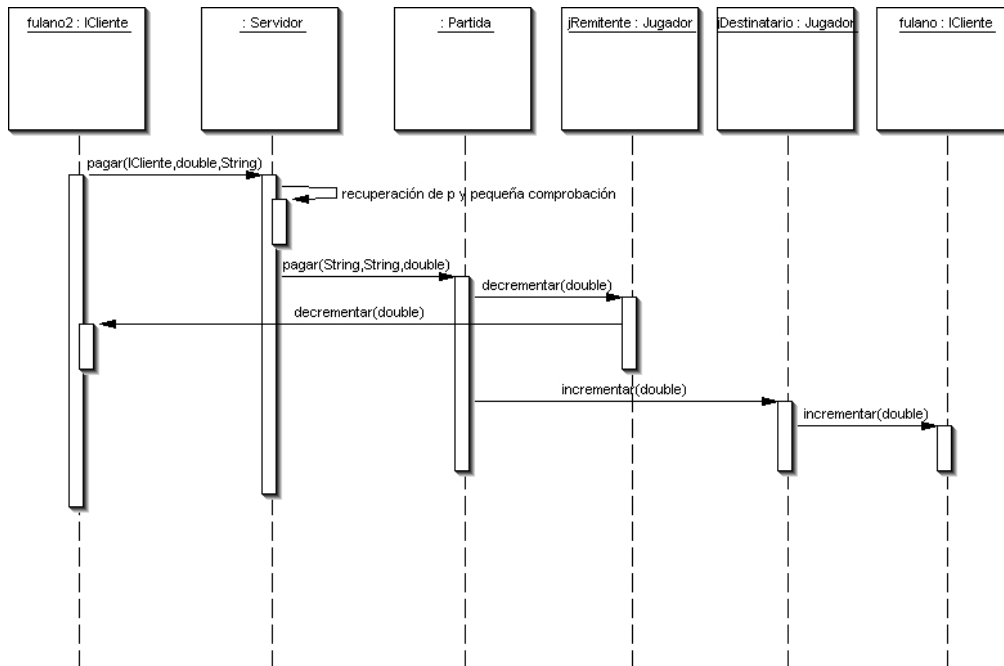 fulano2 : ICliente
: Servidor
: Partida
jRemitente : Jugador
jDestinatario : Jugador
fulano : ICliente
pagar(ICliente,double,String)
recuperación de p y pequeña comprobación
pagar(String,String,double)
decrementar(double)
decrementar(double)
incrementar(double)
incrementar(double)